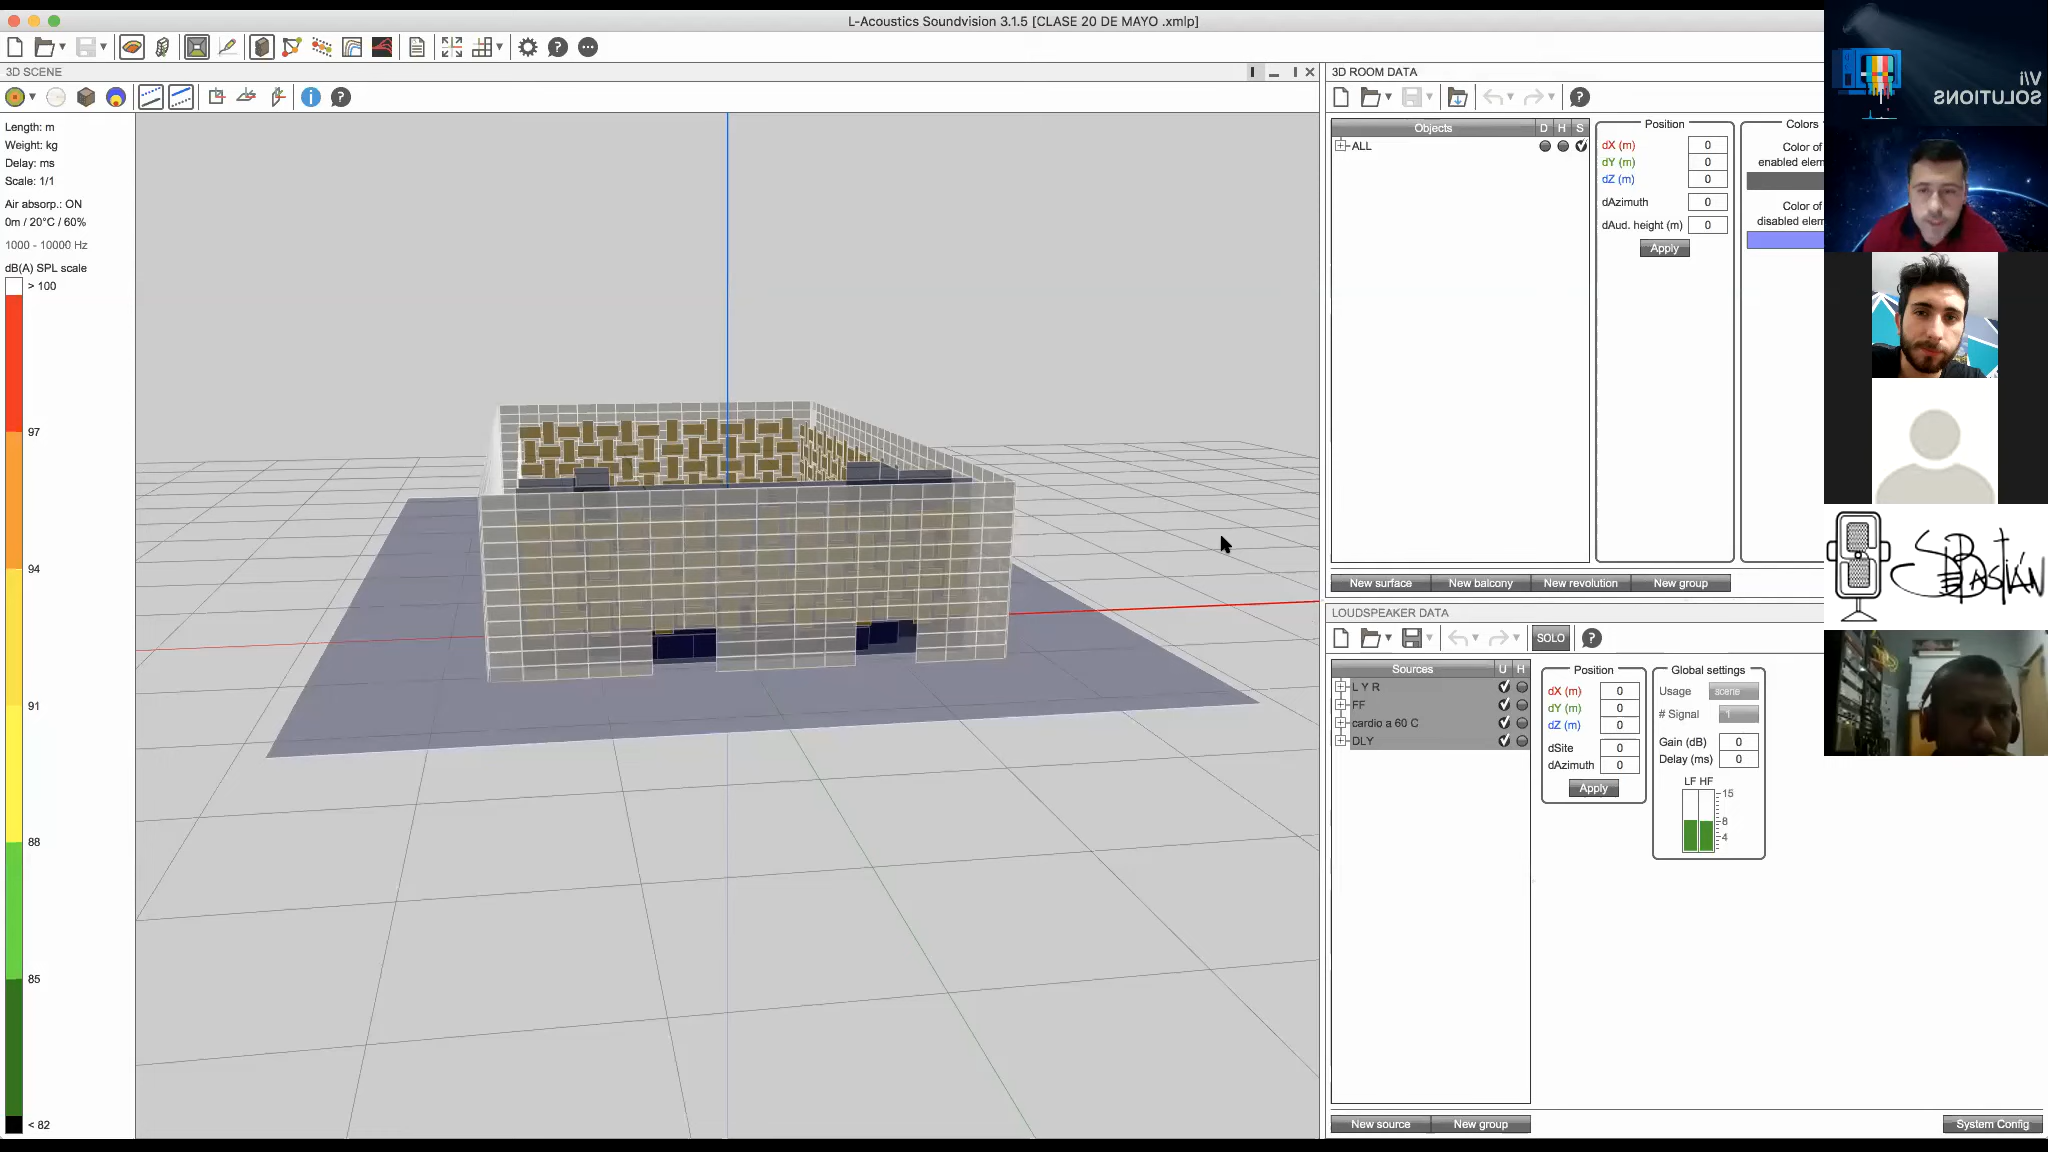 L-Acoustics Soundvision 3.1.5 [CLASE 20 DE MAYO .xmlp]
3D SCENE
Length: m
Weight: kg
Delay: ms
Scale: 1/1
Air absorp.: ON
0m / 20°C / 60%
1000 - 10000 Hz
dB(A) SPL scale
> 100
97
94
91
88
85
< 82
3D ROOM DATA
Objects D H S
ALL
Position
dX (m) 0
dY (m) 0
dZ (m) 0
dAzimuth 0
dAud. height (m) 0
Apply
Colors
Color of
enabled elem
Color of
disabled elem
New surface New balcony New revolution New group
LOUDSPEAKER DATA
SOLO
Sources U H
L Y R
FF
cardio a 60 C
DLY
Position
dX (m) 0
dY (m) 0
dZ (m) 0
dSite 0
dAzimuth 0
Apply
Global settings
Usage scene
# Signal 1
Gain (dB) 0
Delay (ms) 0
LF HF
15
8
4
New source New group
System Config
Vi
SOLUTIONS
SEBASTIÁN